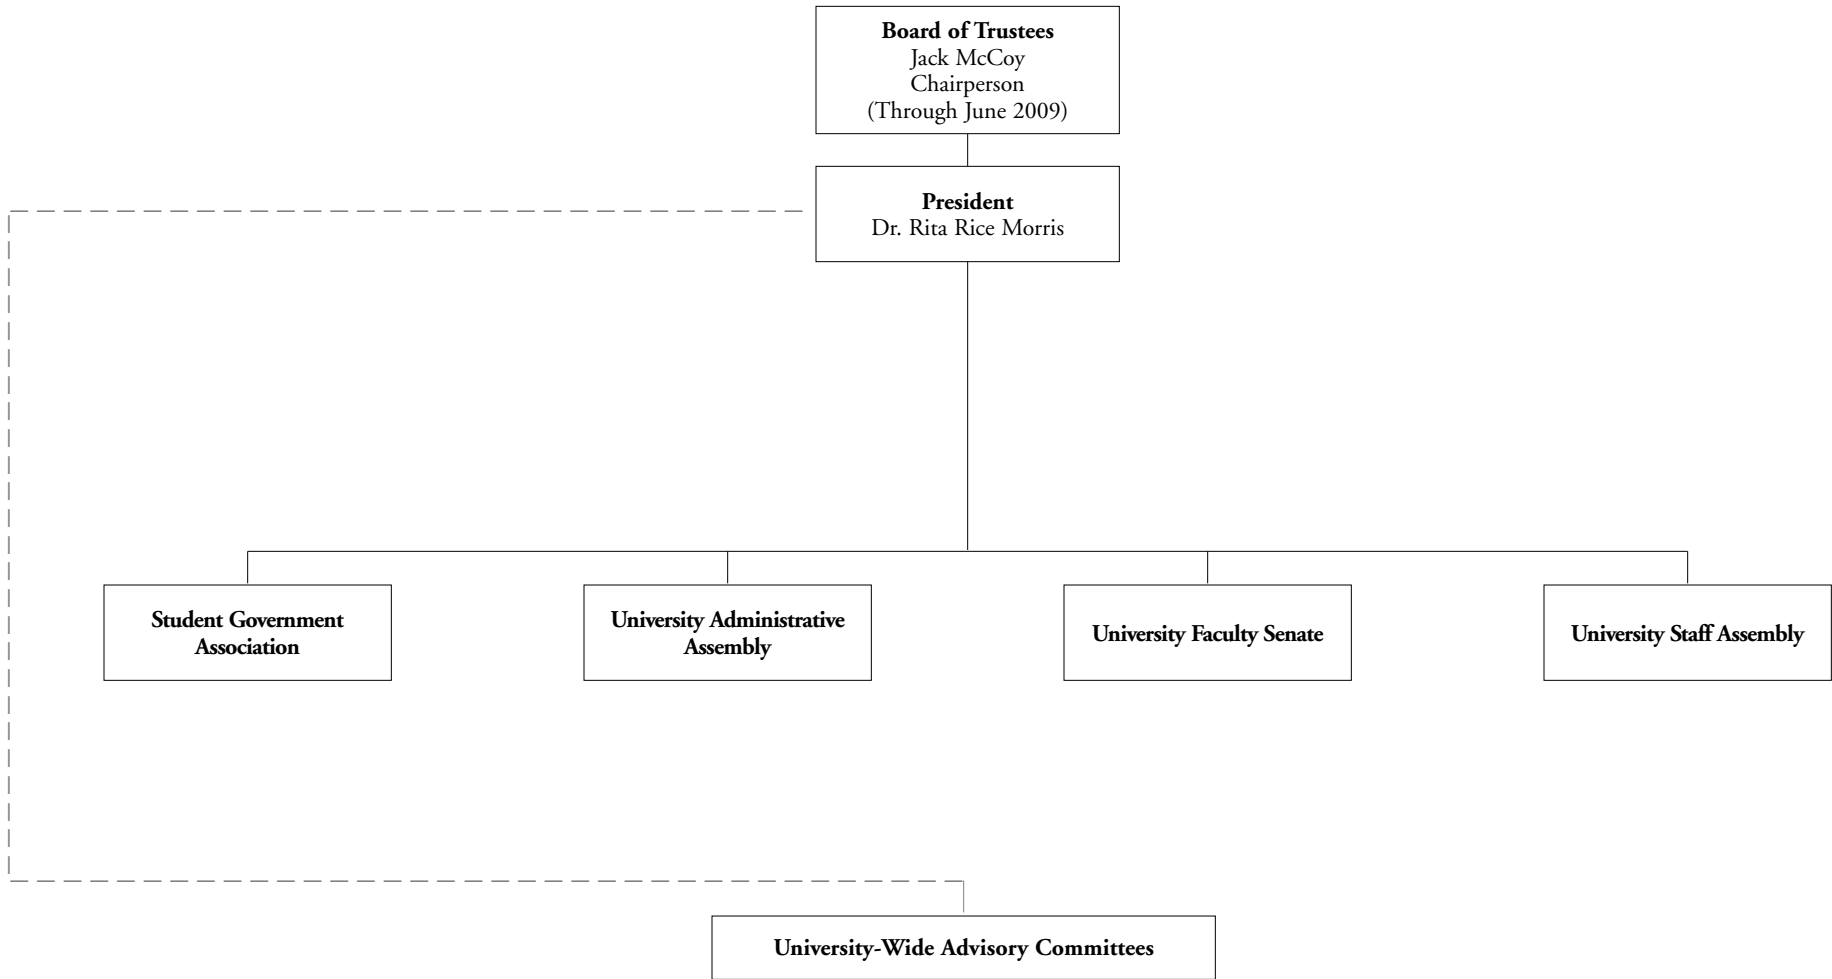 Board of Trustees
Jack McCoy
Chairperson
(Through June 2009)
President
Dr. Rita Rice Morris
Student Government
Association
University Administrative
Assembly
University Faculty Senate
University Staff Assembly
University-Wide Advisory Committees